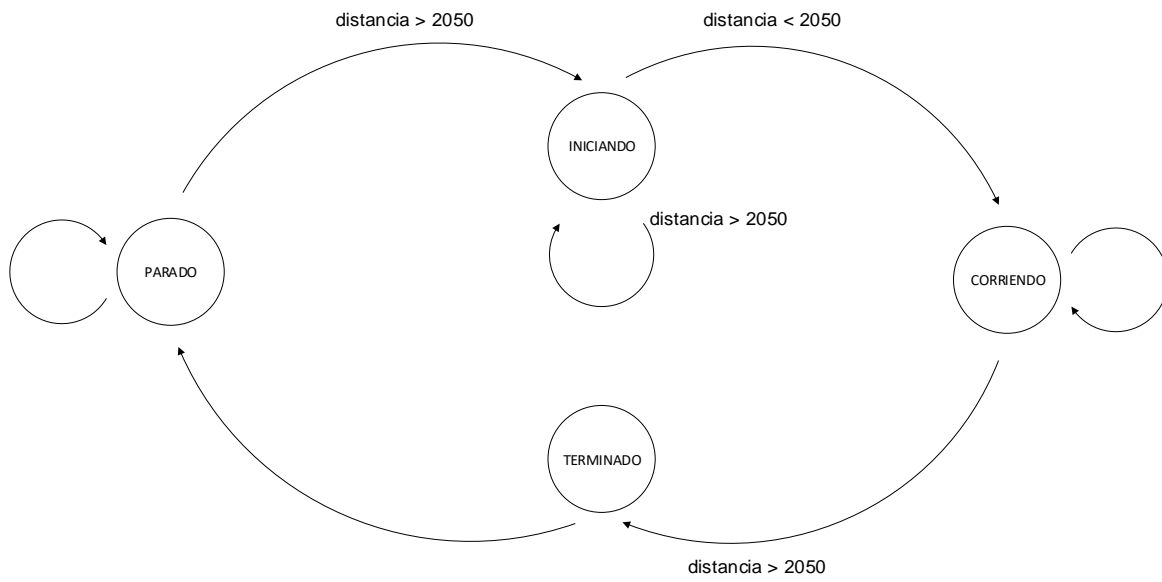 distancia > 2050
distancia < 2050
INICIANDO
distancia > 2050
PARADO
CORRIENDO
TERMINADO
distancia > 2050